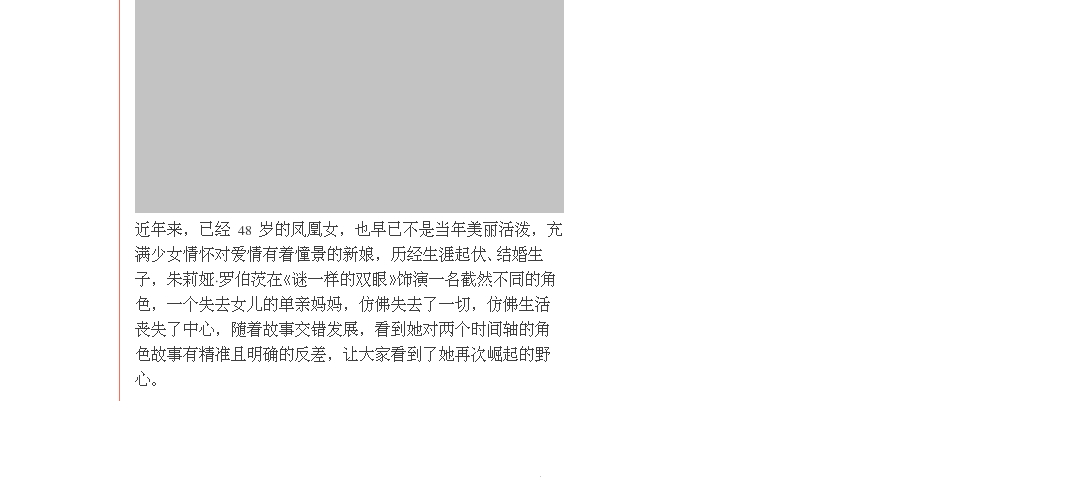 近年来，已经 48 岁的凤凰女，也早已不是当年美丽活泼，充
满少女情怀对爱情有着憧景的新娘，历经生涯起伏、结婚生
子，朱莉娅·罗伯茨在《谜一样的双眼》饰演一名截然不同的角
色，一个失去女儿的单亲妈妈，仿佛失去了一切，仿佛生活
丧失了中心，随着故事交错发展，看到她对两个时间轴的角
色故事有精准且明确的反差，让大家看到了她再次崛起的野
心。